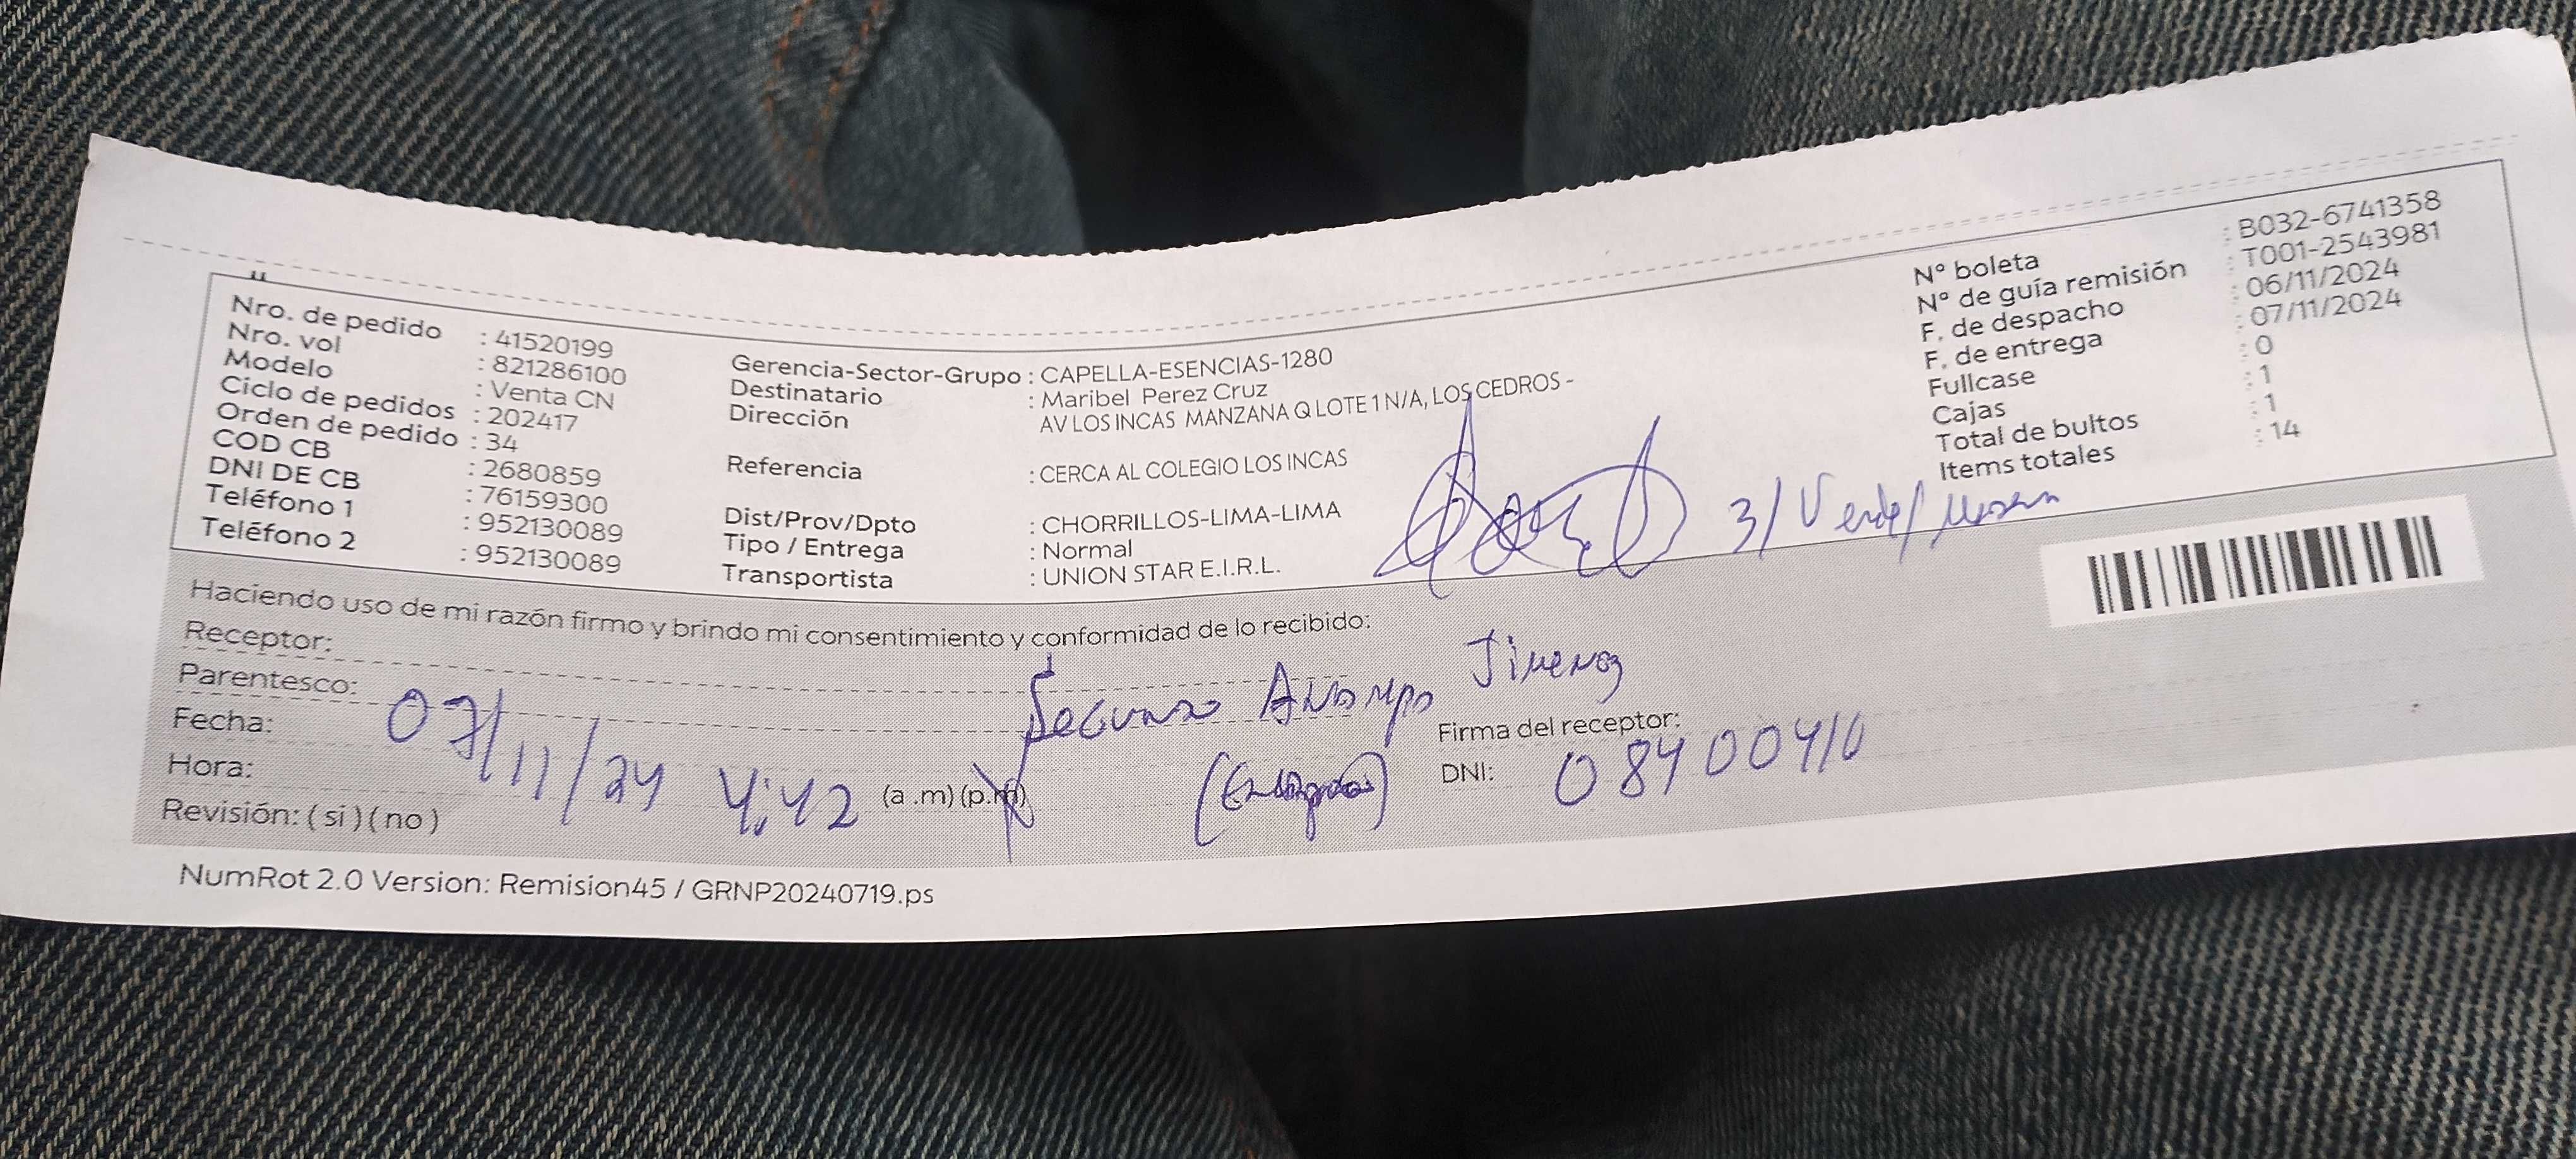 Nro. de pedido : 41520199
Nro. vol : 821286100
Modelo : Venta CN
Ciclo de pedidos : 202417
Orden de pedido : 34
COD CB : 2680859
DNI DE CB : 76159300
Teléfono 1 : 952130089
Teléfono 2 : 952130089
Gerencia-Sector-Grupo : CAPELLA-ESENCIAS-1280
Destinatario : Maribel Perez Cruz
Dirección : AV LOS INCAS MANZANA Q LOTE 1 N/A, LOS CEDROS -
Referencia : CERCA AL COLEGIO LOS INCAS
Dist/Prov/Dpto : CHORRILLOS-LIMA-LIMA
Tipo / Entrega : Normal
Transportista : UNION STAR E.I.R.L.
N° boleta : B032-6741358
N° de guía remisión : T001-2543981
F. de despacho : 06/11/2024
F. de entrega : 07/11/2024
Fullcase : 0
Cajas : 1
Total de bultos : 1
Items totales : 14
3/ Verde/
Haciendo uso de mi razón firmo y brindo mi consentimiento y conformidad de lo recibido:
Receptor:
Parentesco: Segundo Jimenez
Fecha: 07/11/24
Firma del receptor:
Hora: 4:42 (a .m) (p.m)
DNI:
Revisión: ( si ) ( no )
NumRot 2.0 Version: Remision45 / GRNP20240719.ps